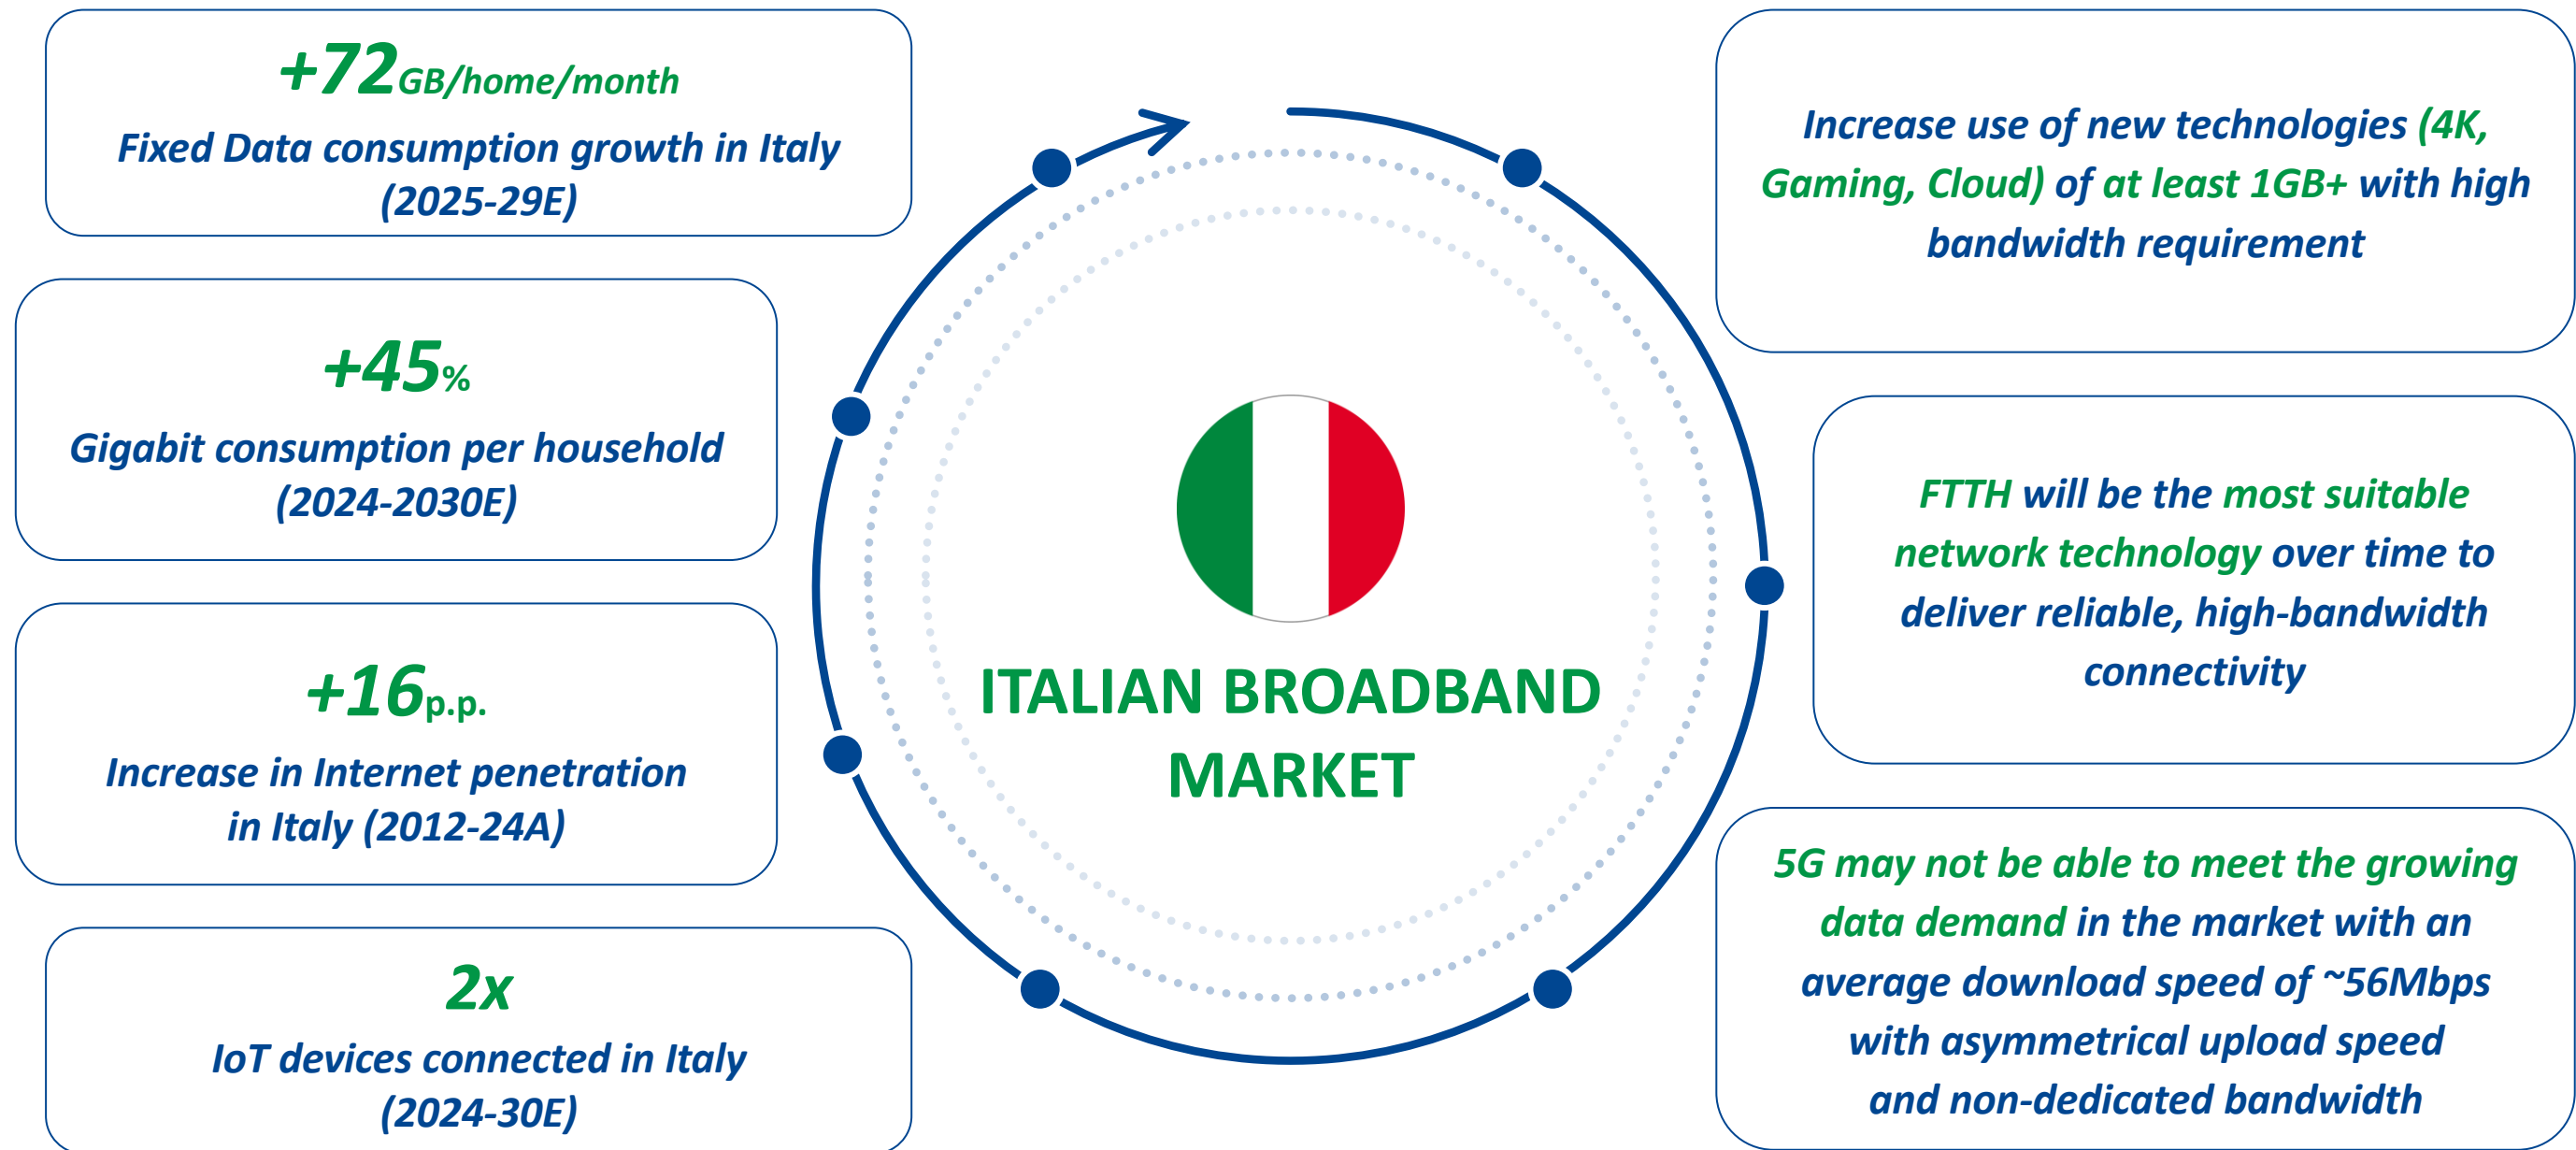 +72GB/home/month
Fixed Data consumption growth in Italy
(2025-29E)
+45%
Gigabit consumption per household
(2024-2030E)
+16p.p.
Increase in Internet penetration
in Italy (2012-24A)
2x
IoT devices connected in Italy
(2024-30E)
ITALIAN BROADBAND
MARKET
Increase use of new technologies (4K,
Gaming, Cloud) of at least 1GB+ with high
bandwidth requirement
FTTH will be the most suitable
network technology over time to
deliver reliable, high-bandwidth
connectivity
5G may not be able to meet the growing
data demand in the market with an
average download speed of ~56Mbps
with asymmetrical upload speed
and non-dedicated bandwidth